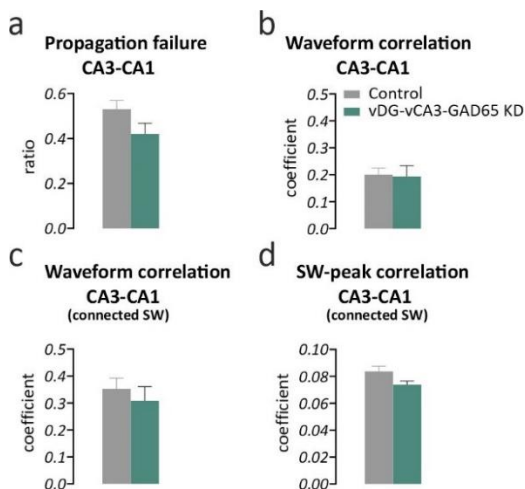 a
Propagation failure
CA3-CA1
0.6
0.4
0.2
0.0
ratio
b
Waveform correlation
CA3-CA1
Control
vDG-vCA3-GAD65 KD
0.5
0.4
0.3
0.2
0.1
0.0
coefficient
c
Waveform correlation
CA3-CA1
(connected SW)
0.5
0.4
0.3
0.2
0.1
0.0
coefficient
d
SW-peak correlation
CA3-CA1
(connected SW)
0.10
0.08
0.06
0.04
0.02
0.00
coefficient